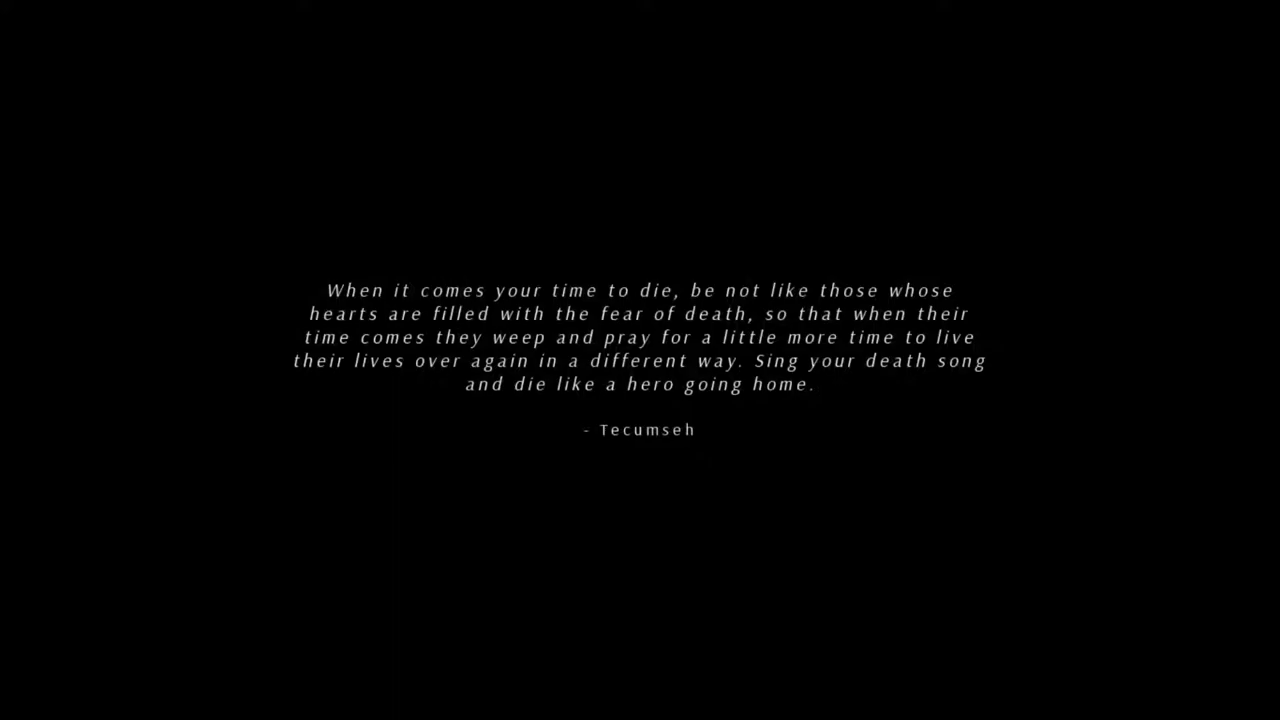 When it comes your time to die, be not like those whose
hearts are filled with the fear of death, so that when their
time comes they weep and pray for a little more time to live
their lives over again in a different way. Sing your death song
and die like a hero going home.
- Tecumseh